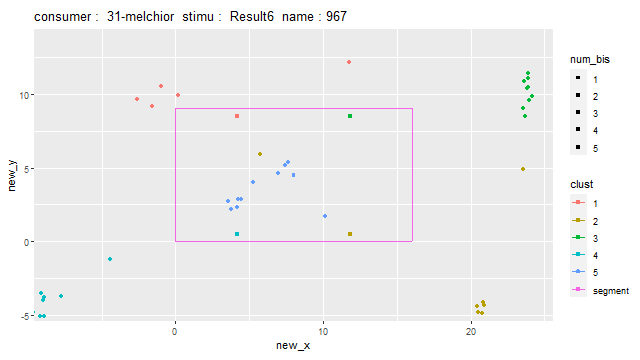 consumer :  31-melchior  stimu :  Result6  name : 967
num_bis
1
2
3
4
5
clust
1
2
3
4
5
segment
new_y
10
5
0
-5
0
10
20
new_x